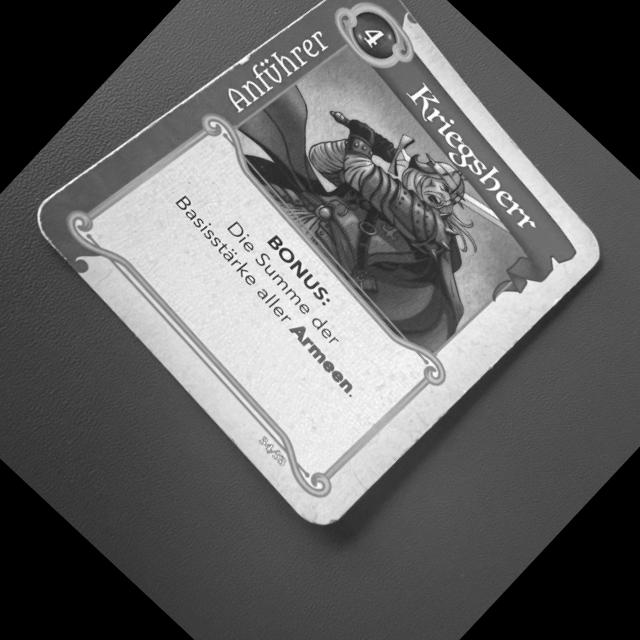 4
Kriegsherr
Anführer
BONUS:
Die Summe der
Basisstärke aller Armeen.